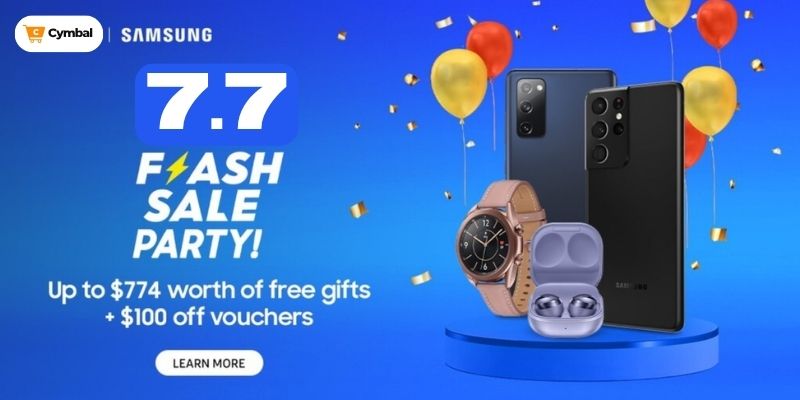 Cymbal
SAMSUNG
7.7
FLASH
SALE
PARTY!
Up to $774 worth of free gifts
+ $100 off vouchers
LEARN MORE
SAMSUNG